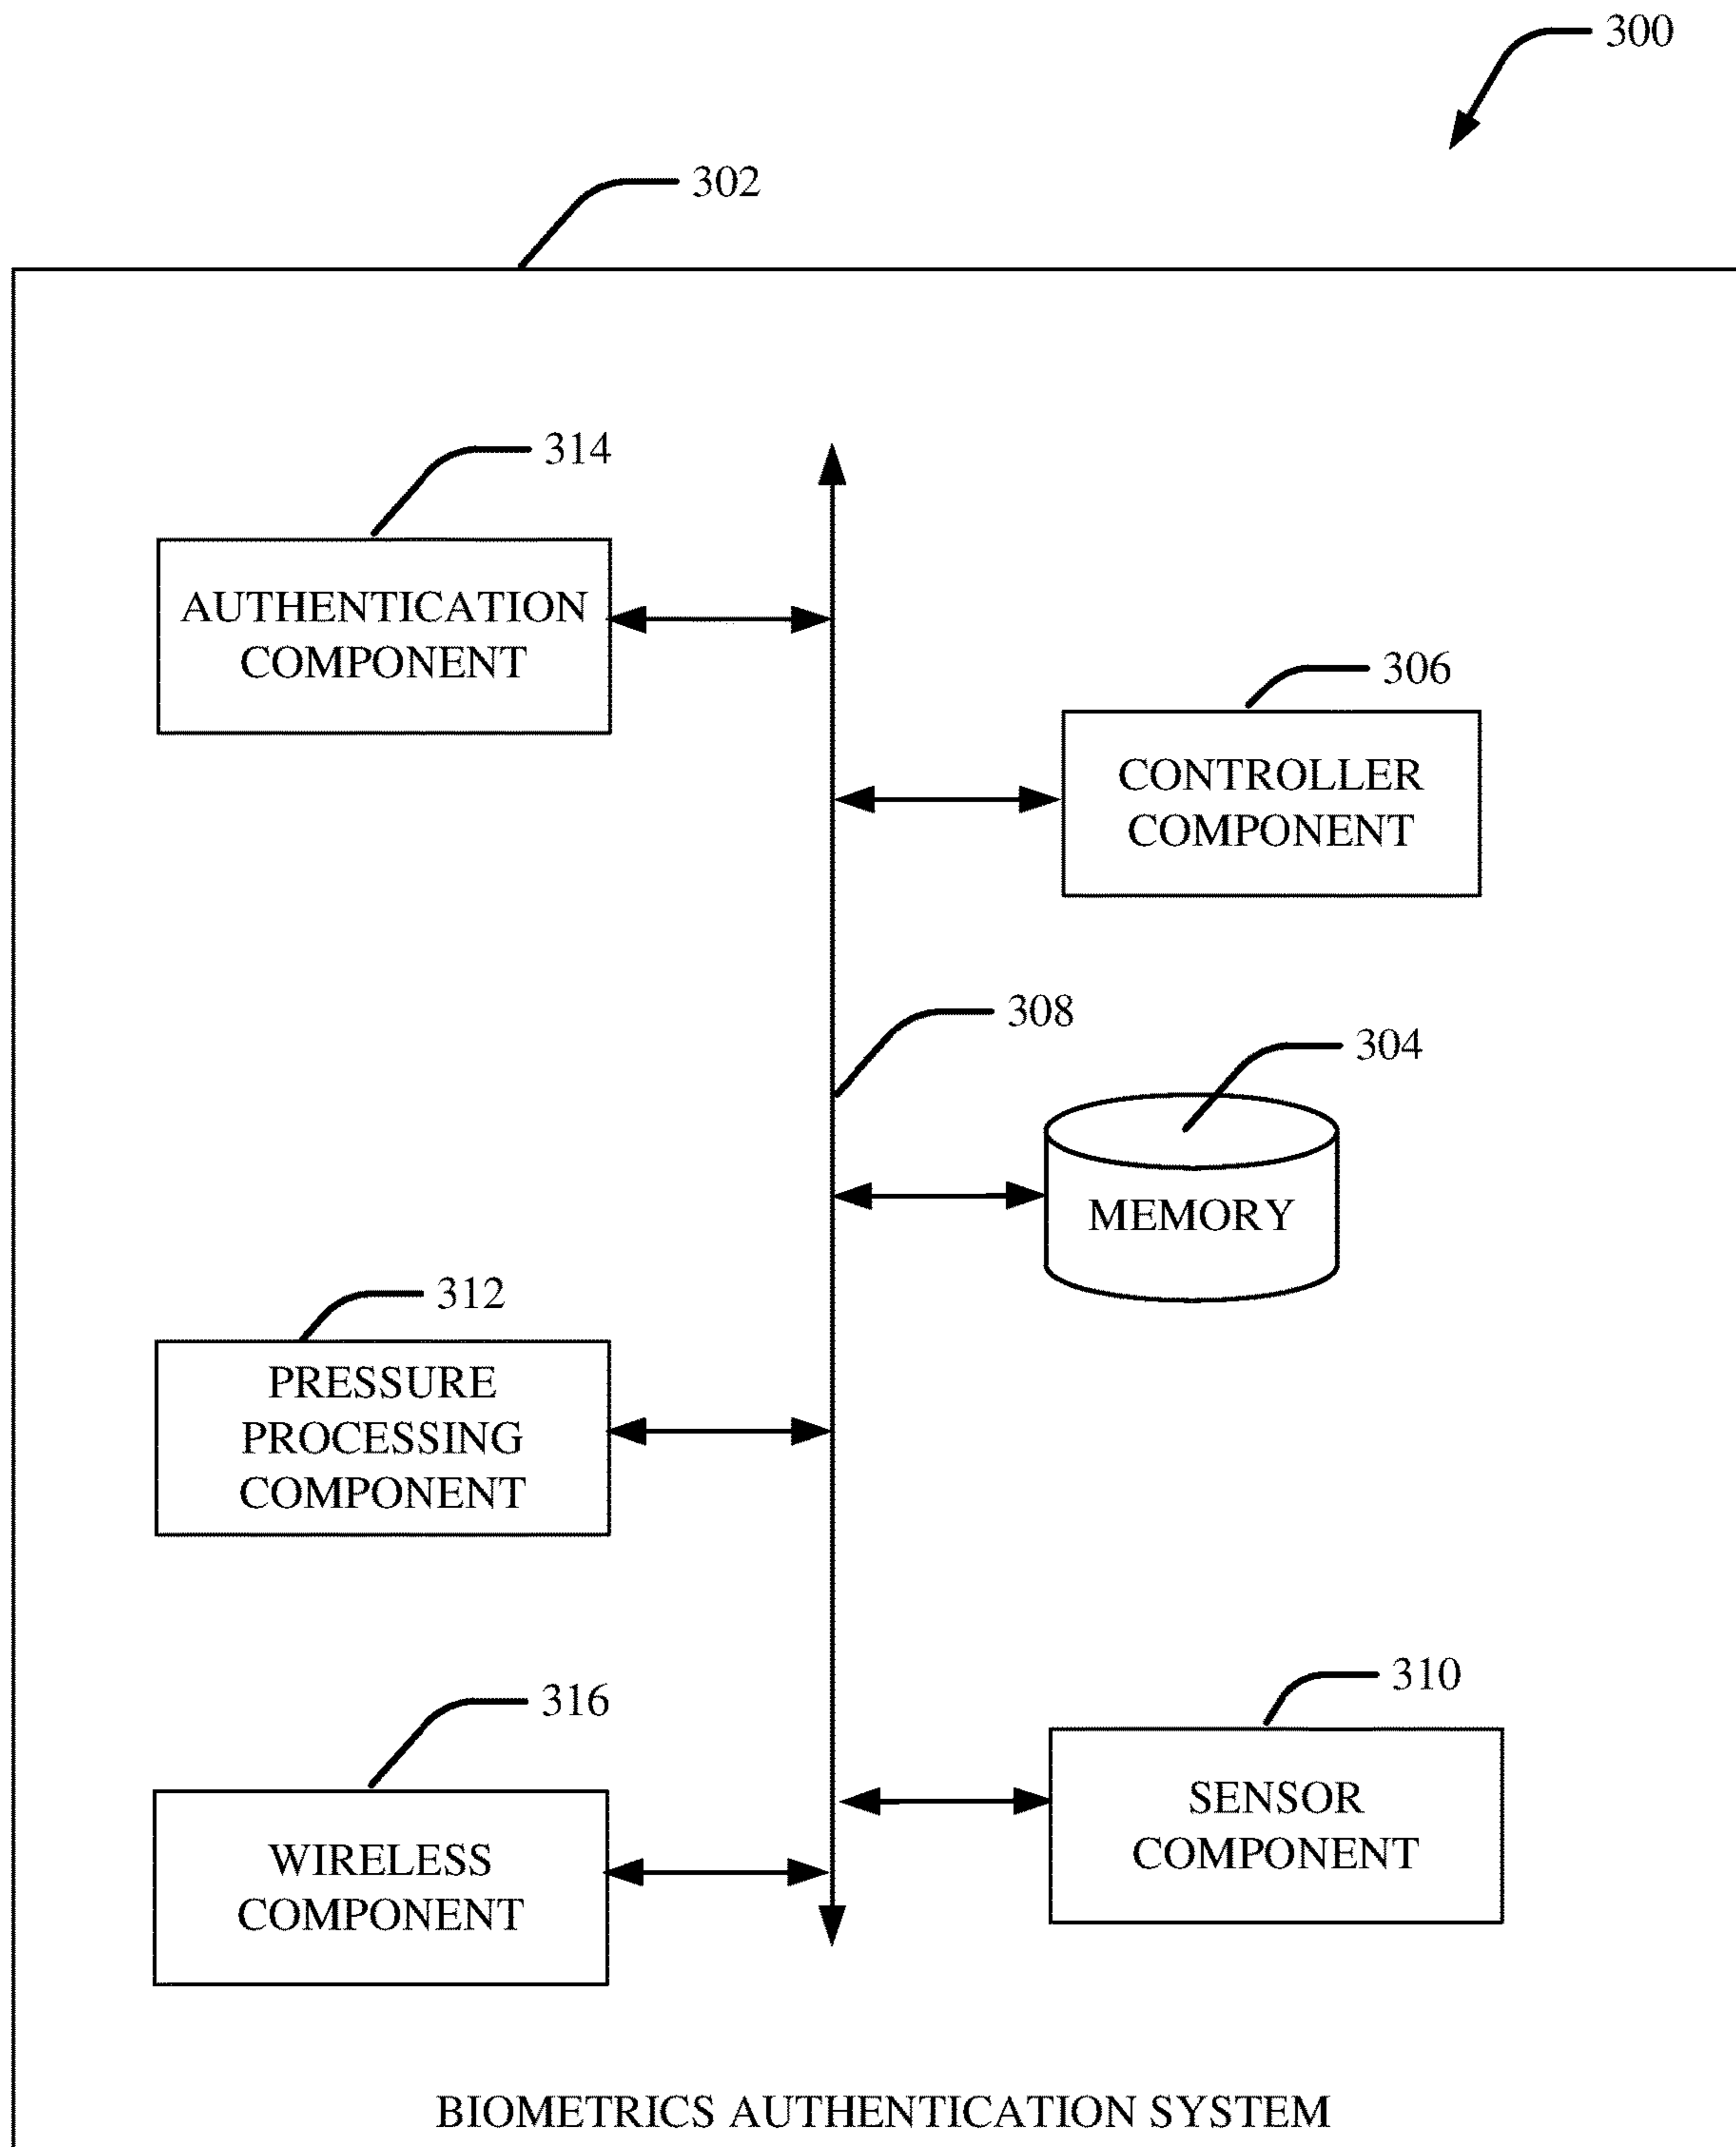 300
302
314
AUTHENTICATION
COMPONENT
306
CONTROLLER
COMPONENT
308
304
MEMORY
312
PRESSURE
PROCESSING
COMPONENT
316
WIRELESS
COMPONENT
310
SENSOR
COMPONENT
BIOMETRICS AUTHENTICATION SYSTEM